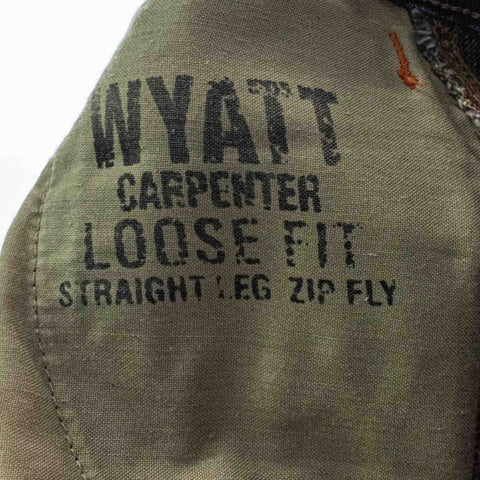 WYATT
CARPENTER
LOOSE FIT
STRAIGHT LEG ZIP FLY